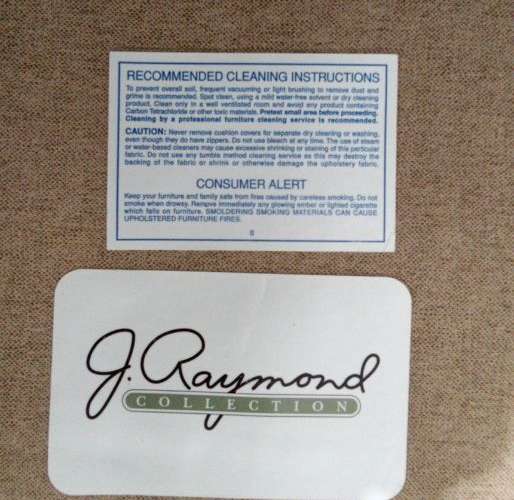 RECOMMENDED CLEANING INSTRUCTIONS
To prevent overall soil, frequent vacuuming or light brushing to remove dust and
grime is recommended. Spot clean, using a mild water-free solvent or dry cleaning
product. Clean only in a well ventilated room and avoid any product containing
Carbon Tetrachloride or other toxic materials. Pretest small area before proceeding.
Cleaning by a professional furniture cleaning service is recommended.
CAUTION: Never remove cushion covers for separate dry cleaning or washing,
even though they do have zippers. Do not use bleach at any time. The use of steam
or water-based cleaners may cause excessive shrinking or staining of this particular
fabric. Do not use any tumble method cleaning service as this may destroy the
backing of the fabric or shrink or otherwise damage the upholstery fabric.
CONSUMER ALERT
Keep your furniture and family safe from fires caused by careless smoking. Do not
smoke when drowsy. Remove immediately any glowing ember or lighted cigarette
which falls on furniture. SMOLDERING SMOKING MATERIALS CAN CAUSE
UPHOLSTERED FURNITURE FIRES.
J. Raymond
COLLECTION